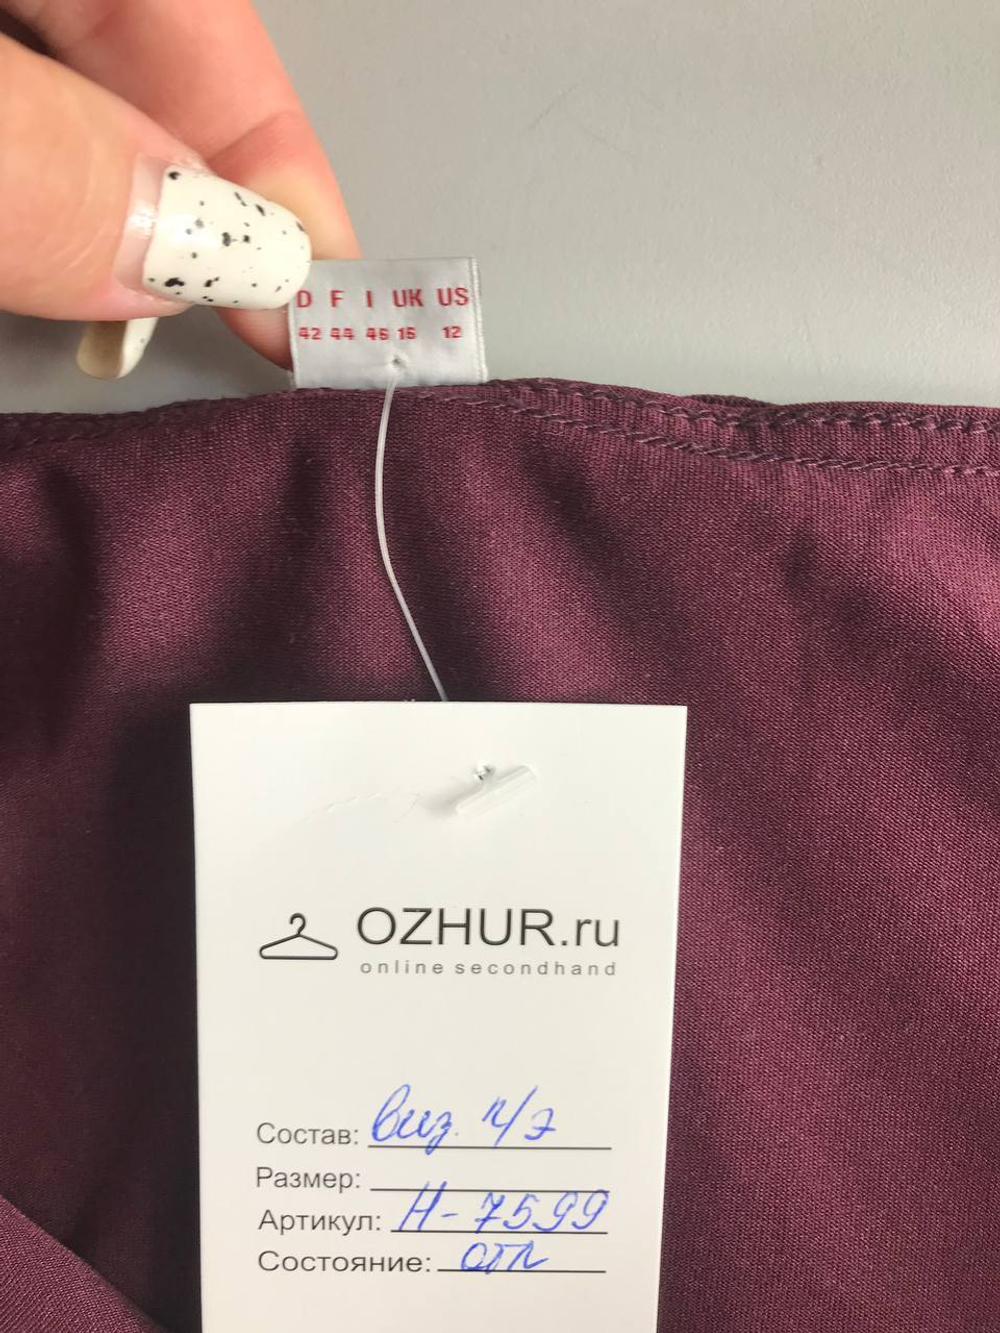 D F I UK US
42 44 46 16 12
OZHUR.ru
online secondhand
Состав: виз. п/э
Размер:
Артикул: Н-7599
Состояние: отл